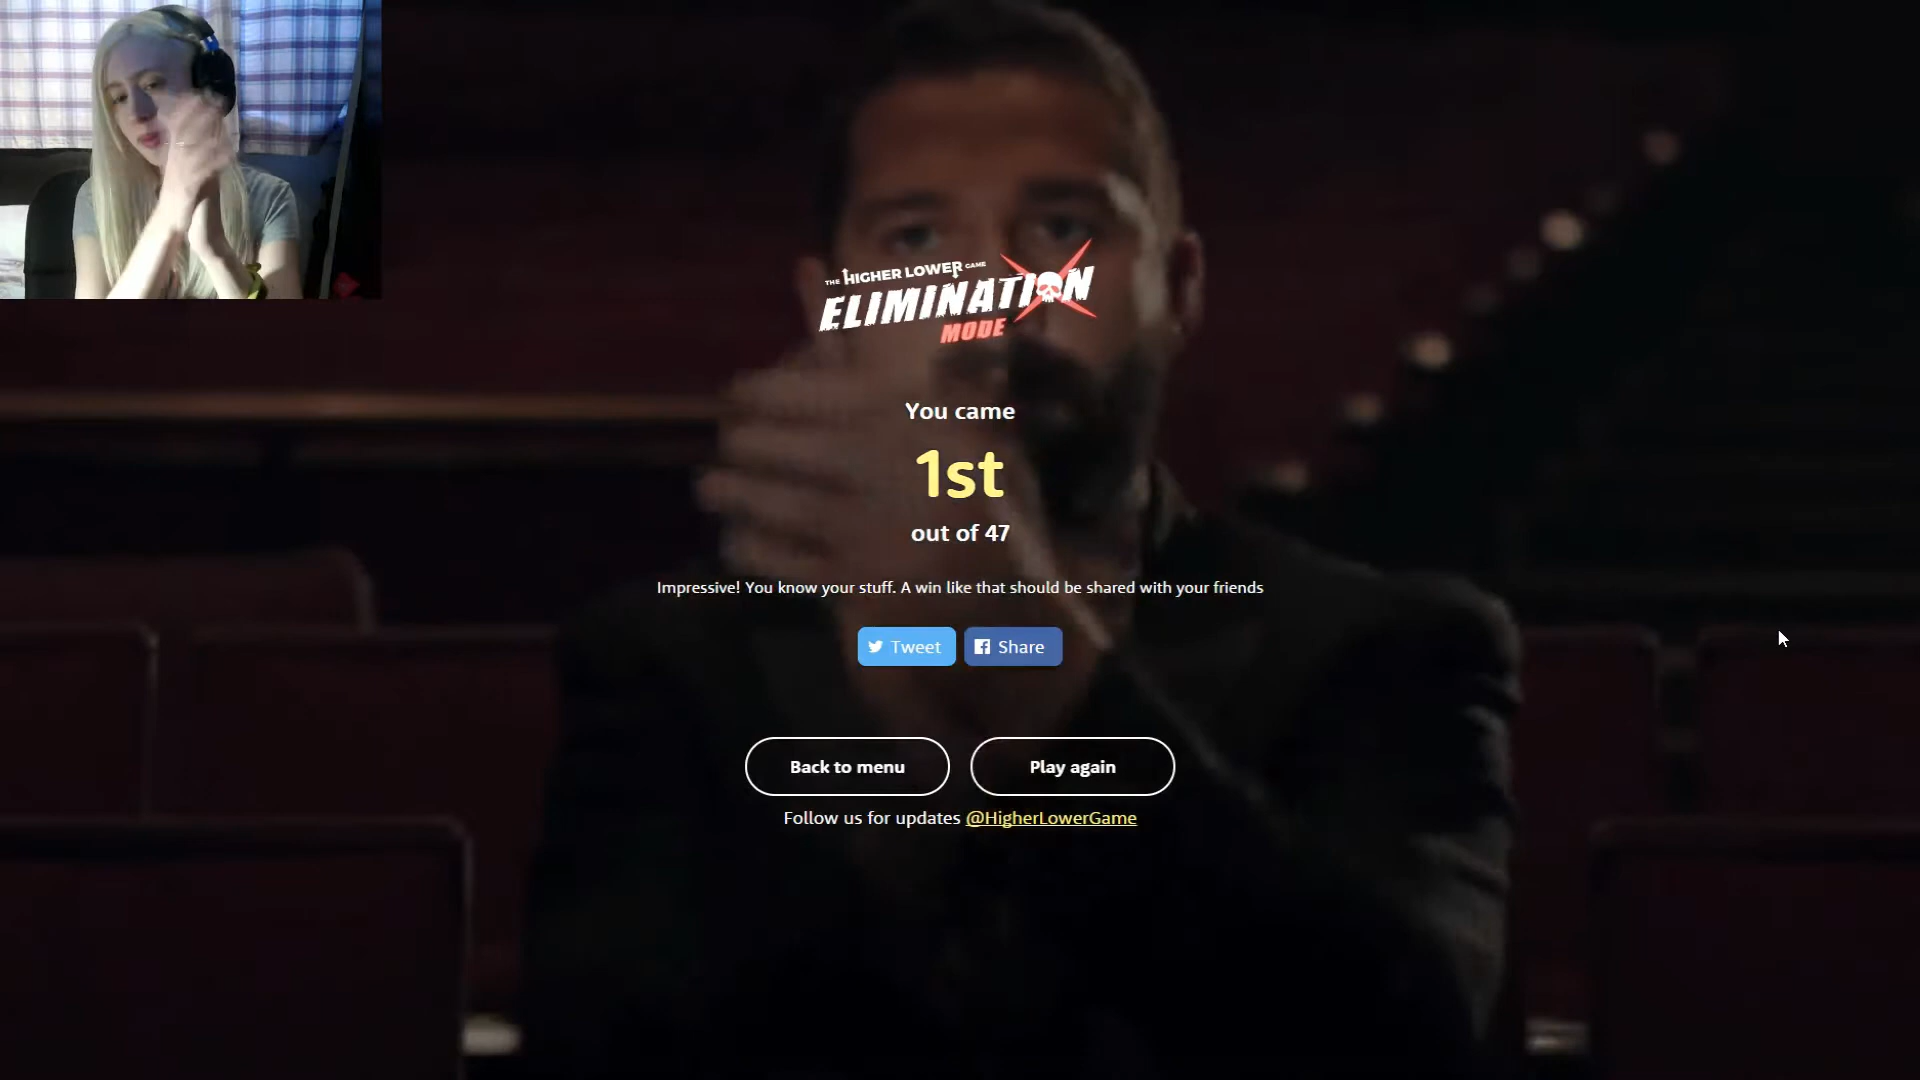 THE HIGHER LOWER GAME
ELIMINATION
MODE
You came
1st
out of 47
Impressive! You know your stuff. A win like that should be shared with your friends
Tweet Share
Back to menu Play again
Follow us for updates @HigherLowerGame